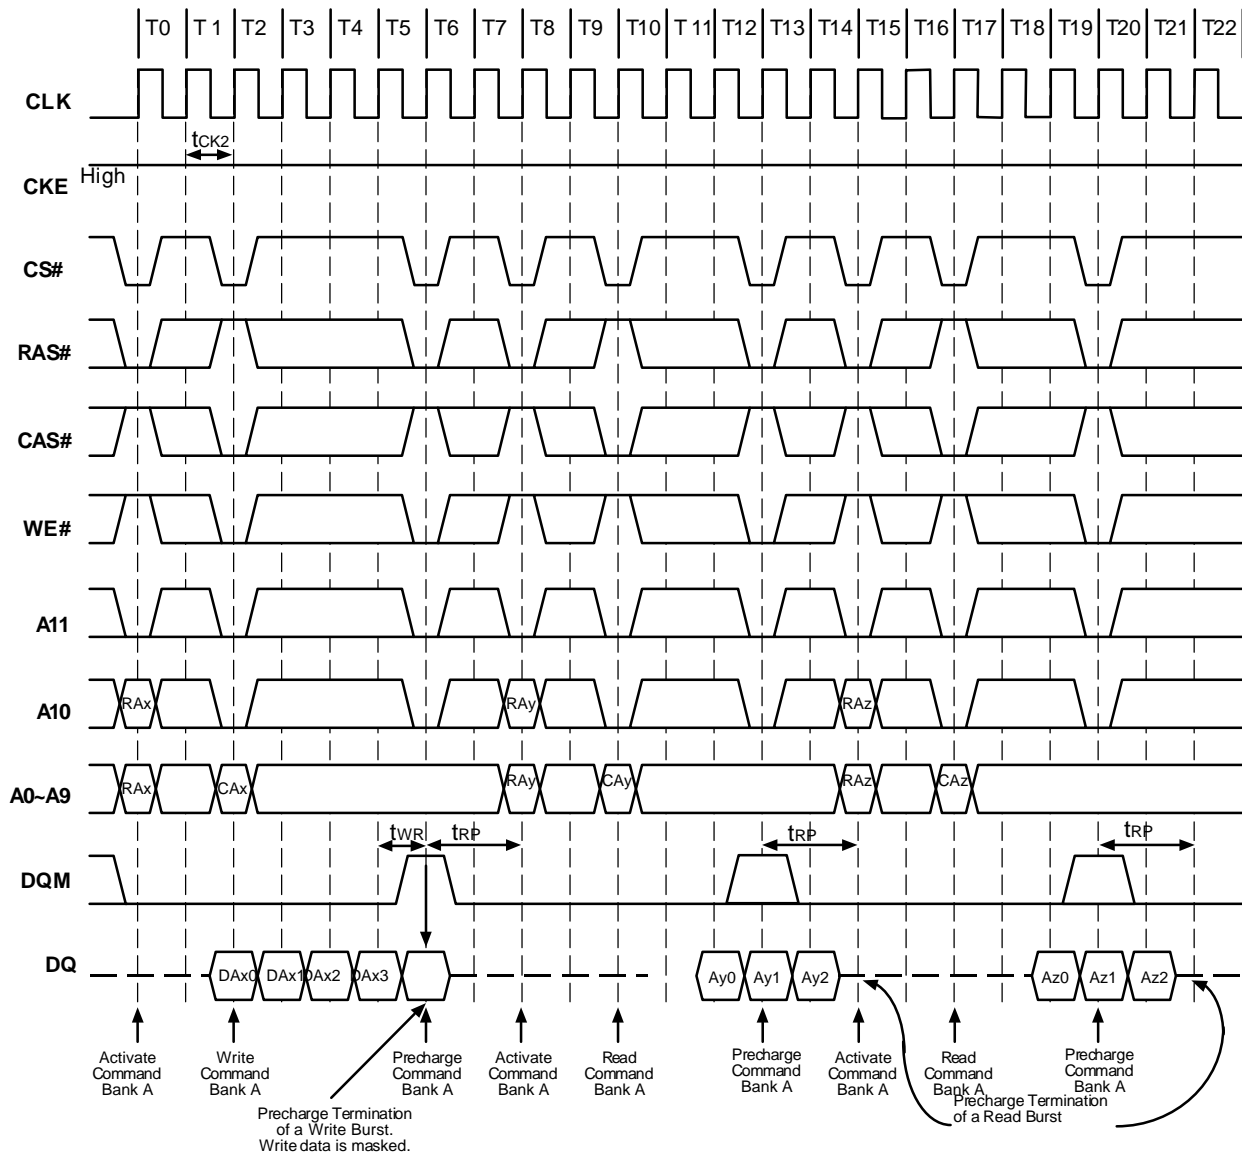 T0 T 1 T2 T3 T4 T5 T6 T7 T8 T9 T10 T 11 T12 T13 T14 T15 T16 T17 T18 T19 T20 T21 T22
CLK
tCK2
High
CKE
CS#
RAS#
CAS#
WE#
A11
A10 RAx RAy RAz
A0~A9 RAx CAx RAy CAy RAz CAz
tWR tRP tRP tRP
DQM
DQ DAx0 DAx1 DAx2 DAx3 Ay0 Ay1 Ay2 Az0 Az1 Az2
Activate Command Bank A
Write Command Bank A
Precharge Command Bank A
Activate Command Bank A
Read Command Bank A
Precharge Command Bank A
Activate Command Bank A
Read Command Bank A
Precharge Command Bank A
Precharge Termination
of a Write Burst.
Write data is masked.
Precharge Termination
of a Read Burst